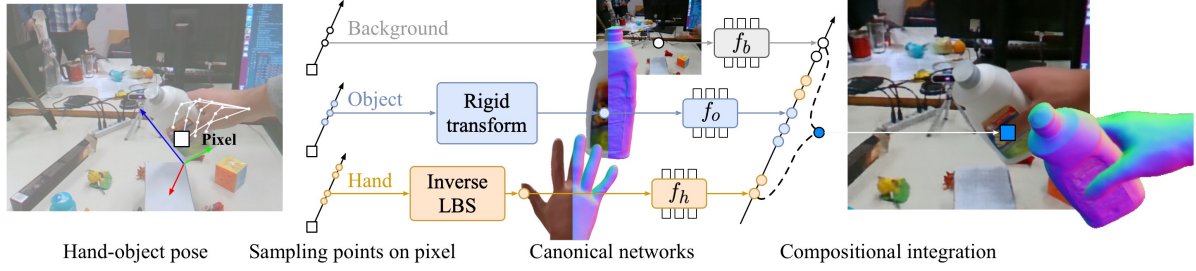 Background
f_b
Object
Rigid
transform
f_o
Pixel
Hand
Inverse
LBS
f_h
Hand-object pose
Sampling points on pixel
Canonical networks
Compositional integration